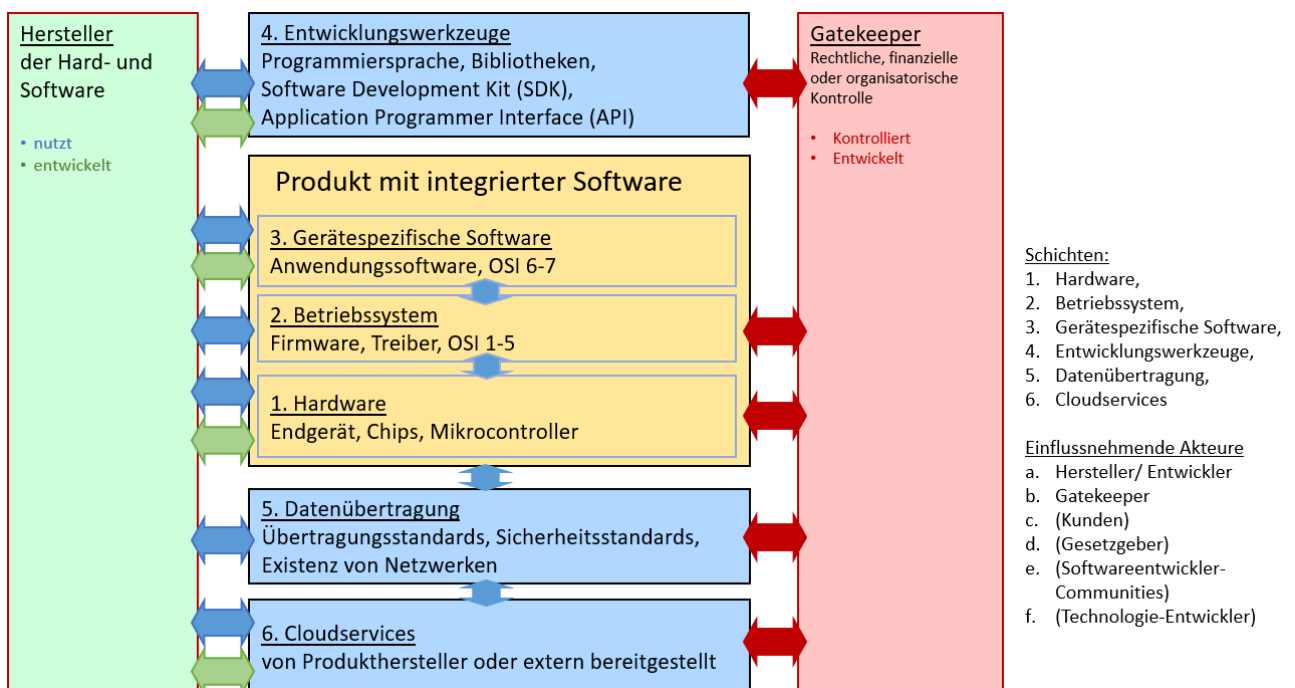 Hersteller
der Hard- und
Software
• nutzt
• entwickelt
4. Entwicklungswerkzeuge
Programmiersprache, Bibliotheken,
Software Development Kit (SDK),
Application Programmer Interface (API)
Produkt mit integrierter Software
3. Gerätespezifische Software
Anwendungssoftware, OSI 6-7
2. Betriebssystem
Firmware, Treiber, OSI 1-5
1. Hardware
Endgerät, Chips, Mikrocontroller
5. Datenübertragung
Übertragungsstandards, Sicherheitsstandards,
Existenz von Netzwerken
6. Cloudservices
von Produkthersteller oder extern bereitgestellt
Gatekeeper
Rechtliche, finanzielle
oder organisatorische
Kontrolle
• Kontrolliert
• Entwickelt
Schichten:
1. Hardware,
2. Betriebssystem,
3. Gerätespezifische Software,
4. Entwicklungswerkzeuge,
5. Datenübertragung,
6. Cloudservices
Einflussnehmende Akteure
a. Hersteller/ Entwickler
b. Gatekeeper
c. (Kunden)
d. (Gesetzgeber)
e. (Softwareentwickler-
Communities)
f. (Technologie-Entwickler)